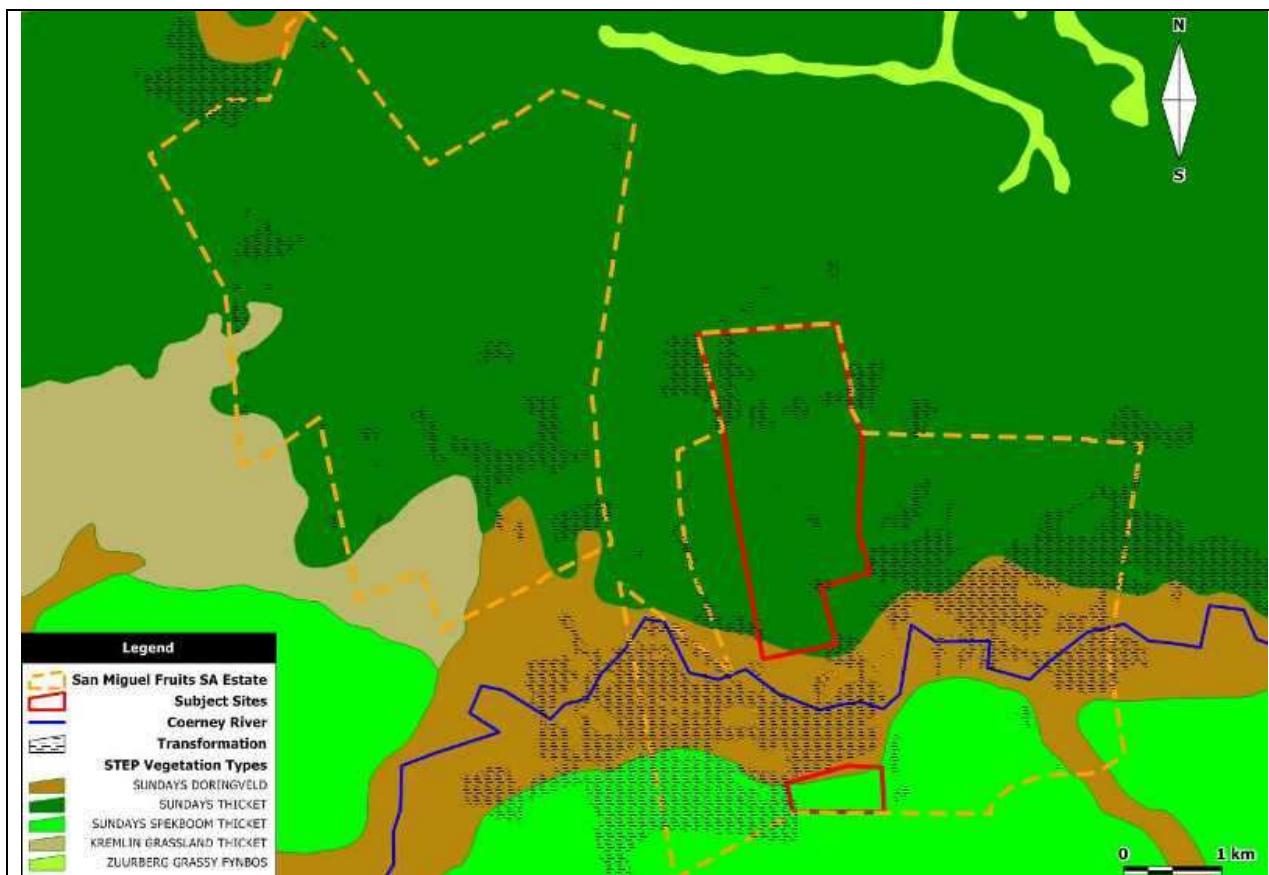 N
S
Legend
San Miguel Fruits SA Estate
Subject Sites
Coerney River
Transformation
STEP Vegetation Types
SUNDAYS DORINGVELD
SUNDAYS THICKET
SUNDAYS SPEKBOOM THICKET
KREMLIN GRASSLAND THICKET
ZUURBERG GRASSY FYNBOS
0 1 km